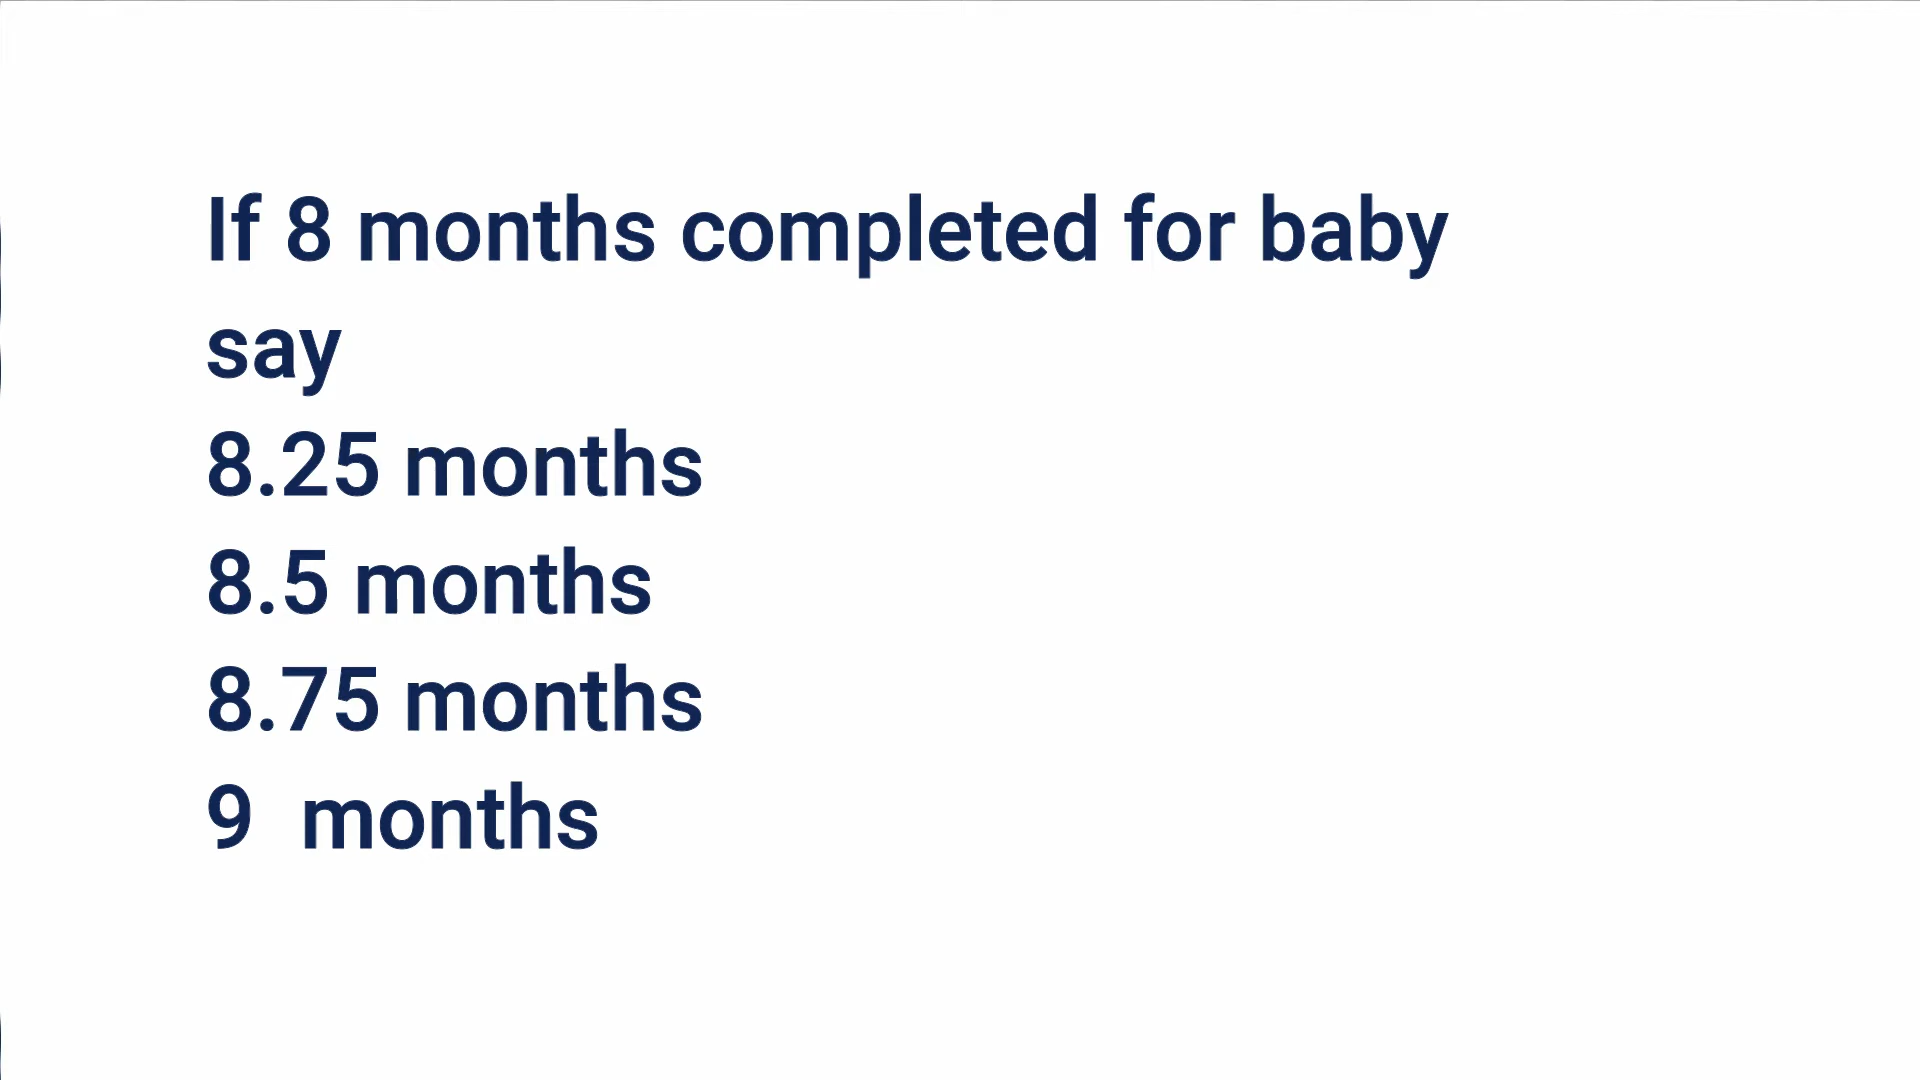 If 8 months completed for baby
say
8.25 months
8.5 months
8.75 months
9  months